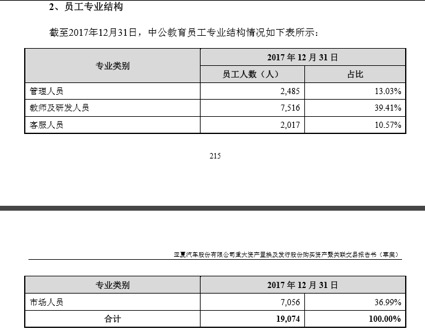 2、员工专业结构
截至2017年12月31日，中公教育员工专业结构情况如下表所示：
专业类别 2017 年 12 月 31 日
员工人数（人） 占比
管理人员 2,485 13.03%
教师及研发人员 7,516 39.41%
客服人员 2,017 10.57%
215
亚夏汽车股份有限公司重大资产置换及发行股份购买资产暨关联交易报告书（草案）
专业类别 2017 年 12 月 31 日
市场人员 7,056 36.99%
合计 19,074 100.00%